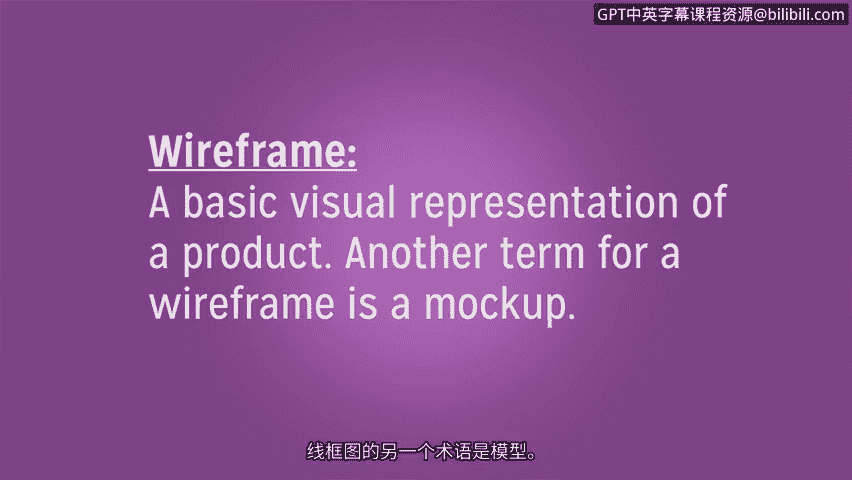 GPT中英字幕课程资源@bilibili.com
Wireframe:
A basic visual representation of
a product. Another term for a
wireframe is a mockup.
线框图的另一个术语是模型。